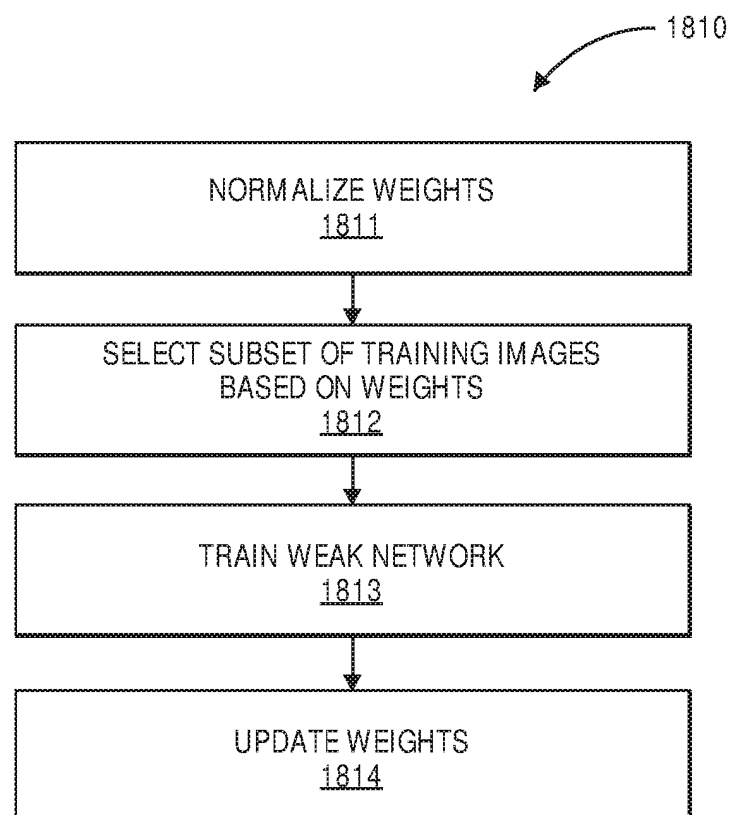 1810
NORMALIZE WEIGHTS
1811
SELECT SUBSET OF TRAINING IMAGES
BASED ON WEIGHTS
1812
TRAIN WEAK NETWORK
1813
UPDATE WEIGHTS
1814